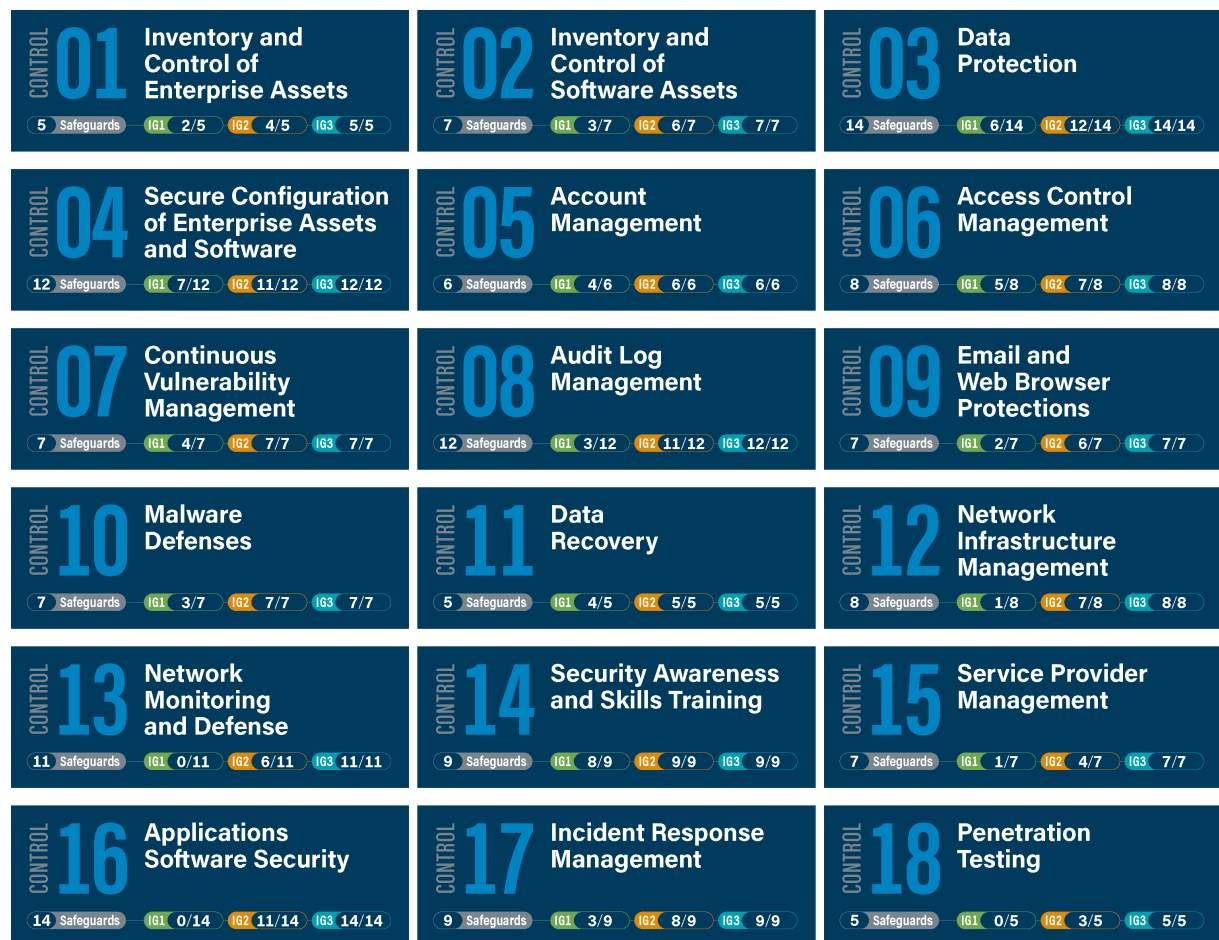 CONTROL 01
Inventory and
Control of
Enterprise Assets
5 Safeguards IG1 2/5 IG2 4/5 IG3 5/5
CONTROL 02
Inventory and
Control of
Software Assets
7 Safeguards IG1 3/7 IG2 6/7 IG3 7/7
CONTROL 03
Data
Protection
14 Safeguards IG1 6/14 IG2 12/14 IG3 14/14
CONTROL 04
Secure Configuration
of Enterprise Assets
and Software
12 Safeguards IG1 7/12 IG2 11/12 IG3 12/12
CONTROL 05
Account
Management
6 Safeguards IG1 4/6 IG2 6/6 IG3 6/6
CONTROL 06
Access Control
Management
8 Safeguards IG1 5/8 IG2 7/8 IG3 8/8
CONTROL 07
Continuous
Vulnerability
Management
7 Safeguards IG1 4/7 IG2 7/7 IG3 7/7
CONTROL 08
Audit Log
Management
12 Safeguards IG1 3/12 IG2 11/12 IG3 12/12
CONTROL 09
Email and
Web Browser
Protections
7 Safeguards IG1 2/7 IG2 6/7 IG3 7/7
CONTROL 10
Malware
Defenses
7 Safeguards IG1 3/7 IG2 7/7 IG3 7/7
CONTROL 11
Data
Recovery
5 Safeguards IG1 4/5 IG2 5/5 IG3 5/5
CONTROL 12
Network
Infrastructure
Management
8 Safeguards IG1 1/8 IG2 7/8 IG3 8/8
CONTROL 13
Network
Monitoring
and Defense
11 Safeguards IG1 0/11 IG2 6/11 IG3 11/11
CONTROL 14
Security Awareness
and Skills Training
9 Safeguards IG1 8/9 IG2 9/9 IG3 9/9
CONTROL 15
Service Provider
Management
7 Safeguards IG1 1/7 IG2 4/7 IG3 7/7
CONTROL 16
Applications
Software Security
14 Safeguards IG1 0/14 IG2 11/14 IG3 14/14
CONTROL 17
Incident Response
Management
9 Safeguards IG1 3/9 IG2 8/9 IG3 9/9
CONTROL 18
Penetration
Testing
5 Safeguards IG1 0/5 IG2 3/5 IG3 5/5